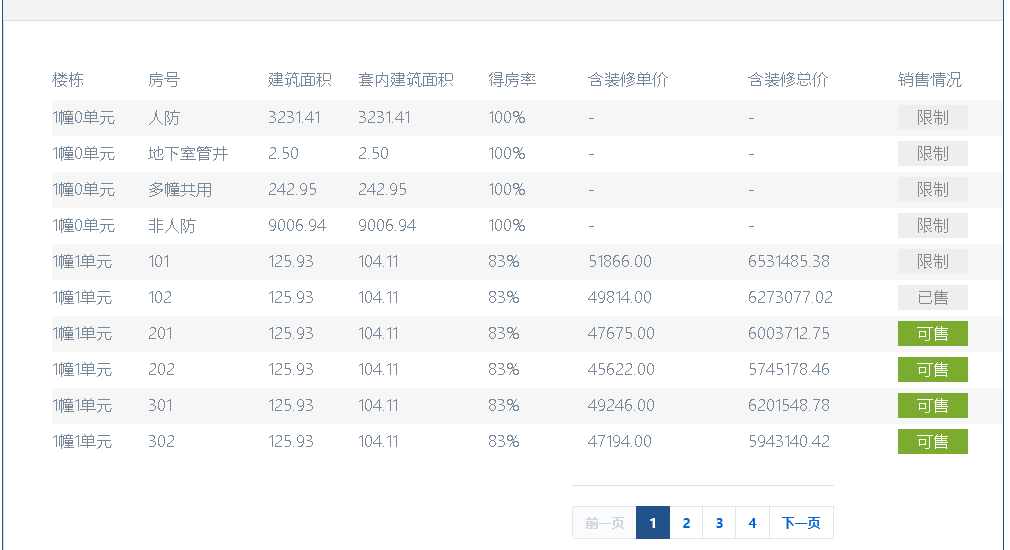 楼栋 房号 建筑面积 套内建筑面积 得房率 含装修单价 含装修总价 销售情况
1幢0单元 人防 3231.41 3231.41 100% - - 限制
1幢0单元 地下室管井 2.50 2.50 100% - - 限制
1幢0单元 多幢共用 242.95 242.95 100% - - 限制
1幢0单元 非人防 9006.94 9006.94 100% - - 限制
1幢1单元 101 125.93 104.11 83% 51866.00 6531485.38 限制
1幢1单元 102 125.93 104.11 83% 49814.00 6273077.02 已售
1幢1单元 201 125.93 104.11 83% 47675.00 6003712.75 可售
1幢1单元 202 125.93 104.11 83% 45622.00 5745178.46 可售
1幢1单元 301 125.93 104.11 83% 49246.00 6201548.78 可售
1幢1单元 302 125.93 104.11 83% 47194.00 5943140.42 可售
前一页 1 2 3 4 下一页